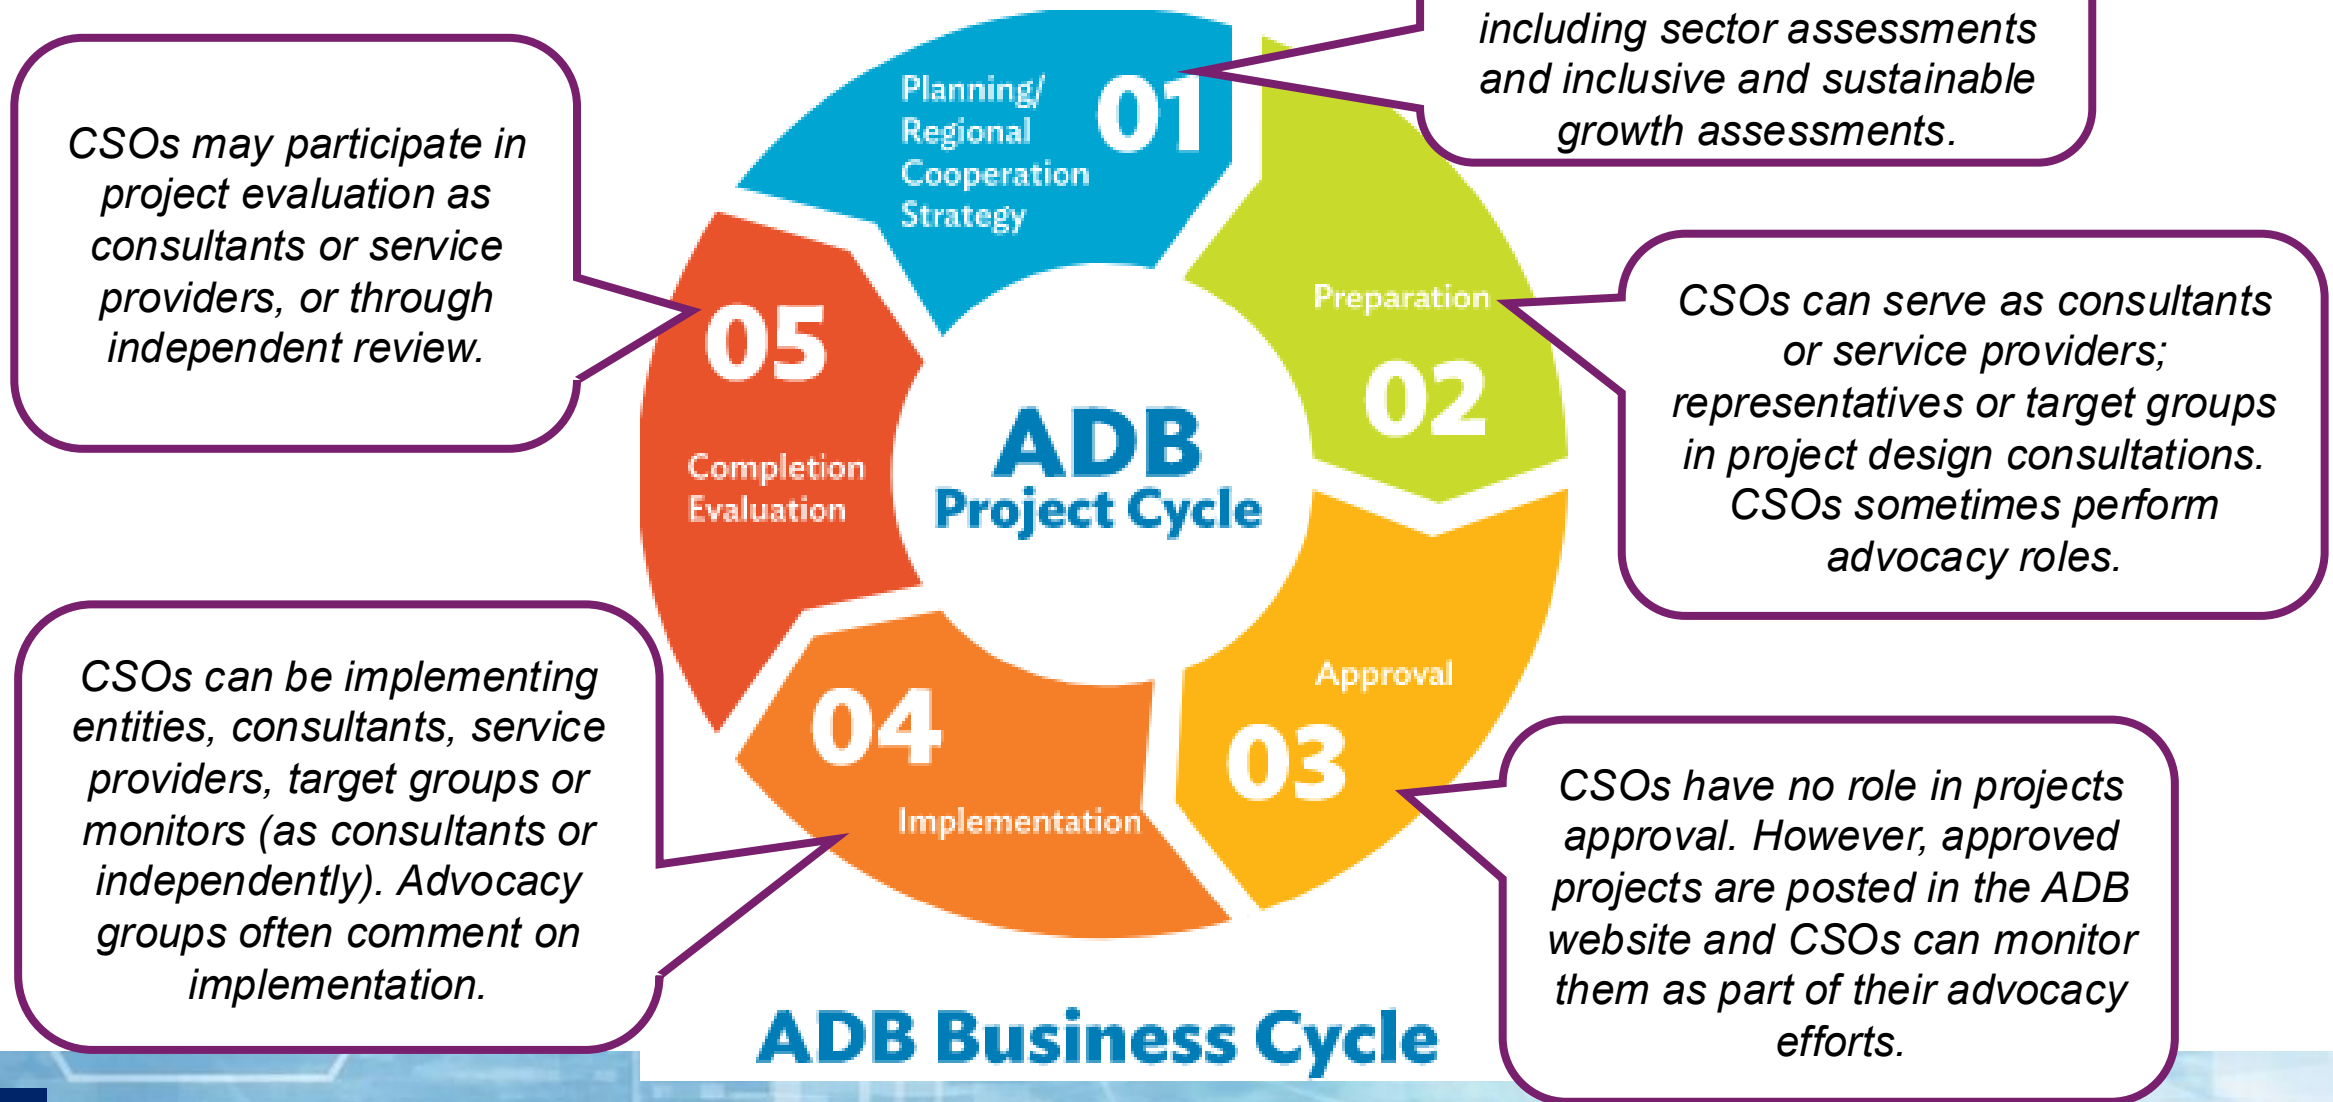 including sector assessments
and inclusive and sustainable
growth assessments.
Planning/
Regional
Cooperation
Strategy
01
CSOs may participate in
project evaluation as
consultants or service
providers, or through
independent review.
Preparation
02
CSOs can serve as consultants
or service providers;
representatives or target groups
in project design consultations.
CSOs sometimes perform
advocacy roles.
05
Completion
Evaluation
ADB
Project Cycle
Approval
03
CSOs can be implementing
entities, consultants, service
providers, target groups or
monitors (as consultants or
independently). Advocacy
groups often comment on
implementation.
04
Implementation
CSOs have no role in projects
approval. However, approved
projects are posted in the ADB
website and CSOs can monitor
them as part of their advocacy
efforts.
ADB Business Cycle